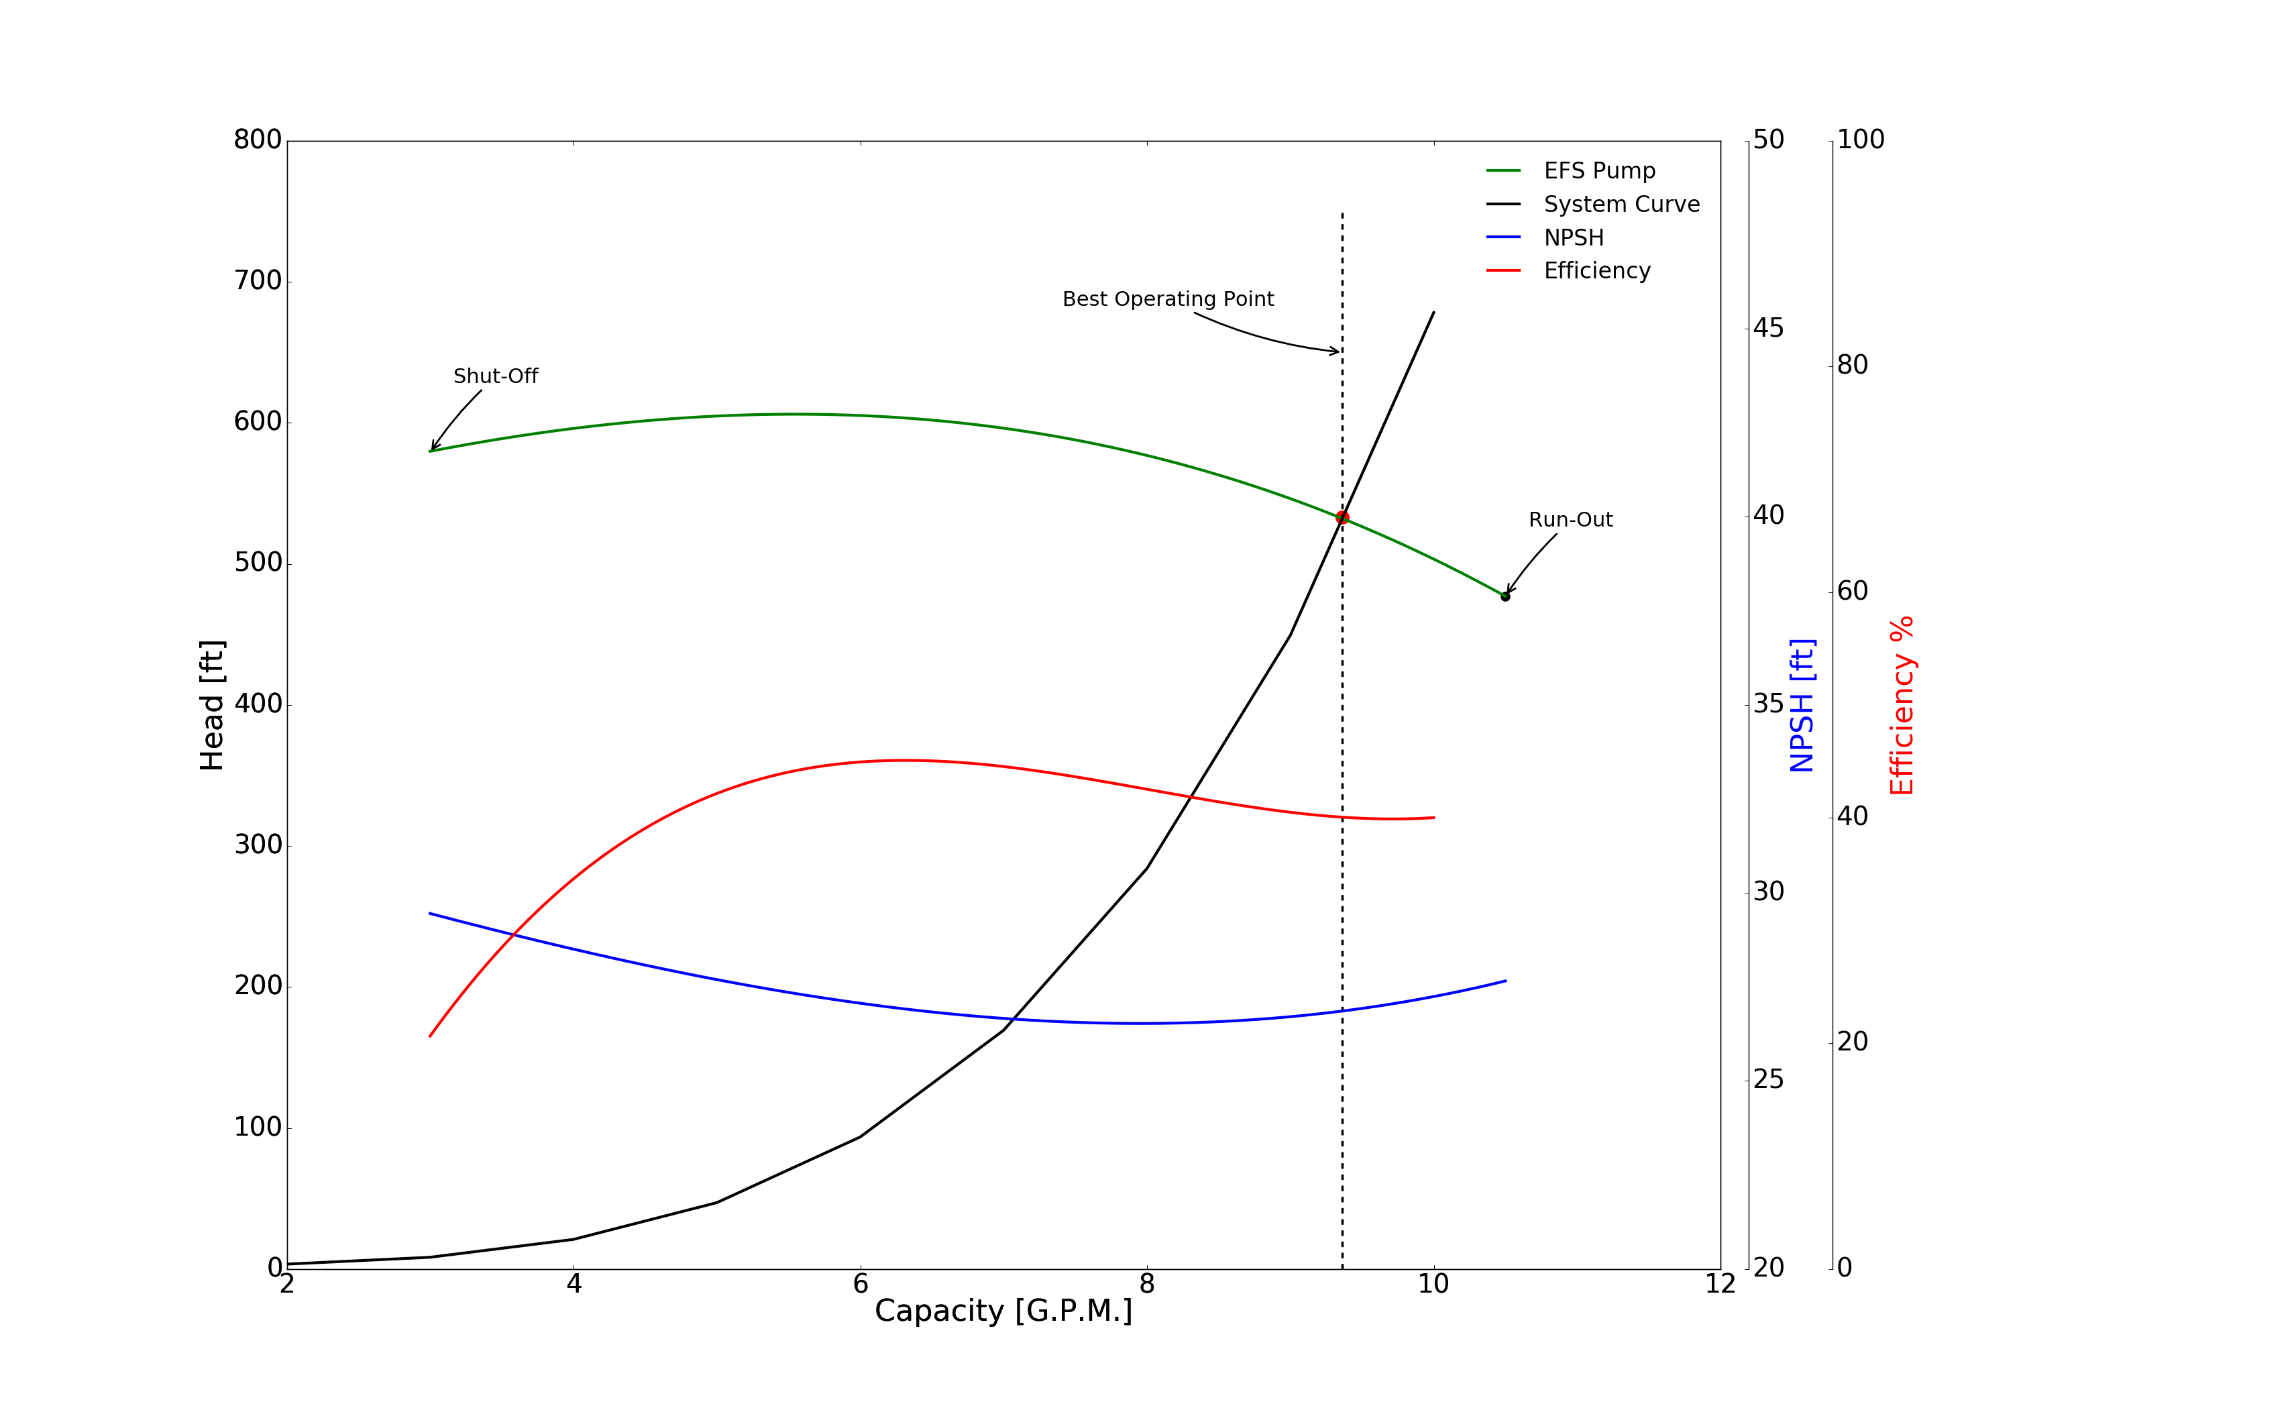 EFS Pump
System Curve
NPSH
Efficiency
Best Operating Point
Shut-Off
Run-Out
Head [ft]
800
700
600
500
400
300
200
100
0
2
4
6
8
10
12
Capacity [G.P.M.]
50
45
40
35
30
25
20
NPSH [ft]
100
80
60
40
20
0
Efficiency %